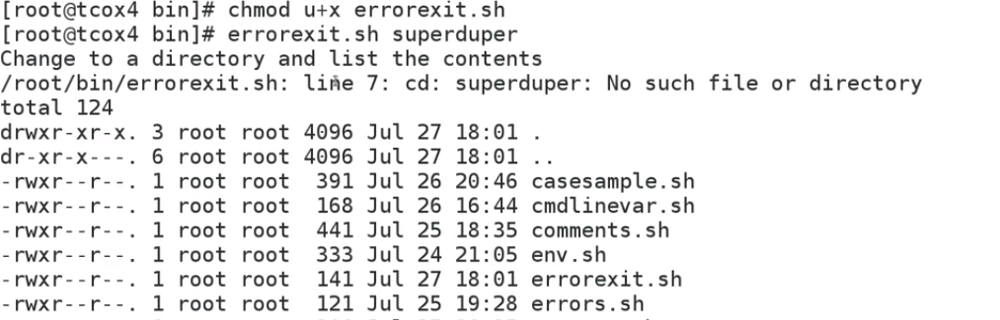 [root@tcox4 bin]# chmod u+x errorexit.sh
[root@tcox4 bin]# errorexit.sh superduper
Change to a directory and list the contents
/root/bin/errorexit.sh: line 7: cd: superduper: No such file or directory
total 124
drwxr-xr-x. 3 root root 4096 Jul 27 18:01 .
dr-xr-x---. 6 root root 4096 Jul 27 18:01 ..
-rwxr--r--. 1 root root  391 Jul 26 20:46 casesample.sh
-rwxr--r--. 1 root root  168 Jul 26 16:44 cmdlinevar.sh
-rwxr--r--. 1 root root  441 Jul 25 18:35 comments.sh
-rwxr--r--. 1 root root  333 Jul 24 21:05 env.sh
-rwxr--r--. 1 root root  141 Jul 27 18:01 errorexit.sh
-rwxr--r--. 1 root root  121 Jul 25 19:28 errors.sh